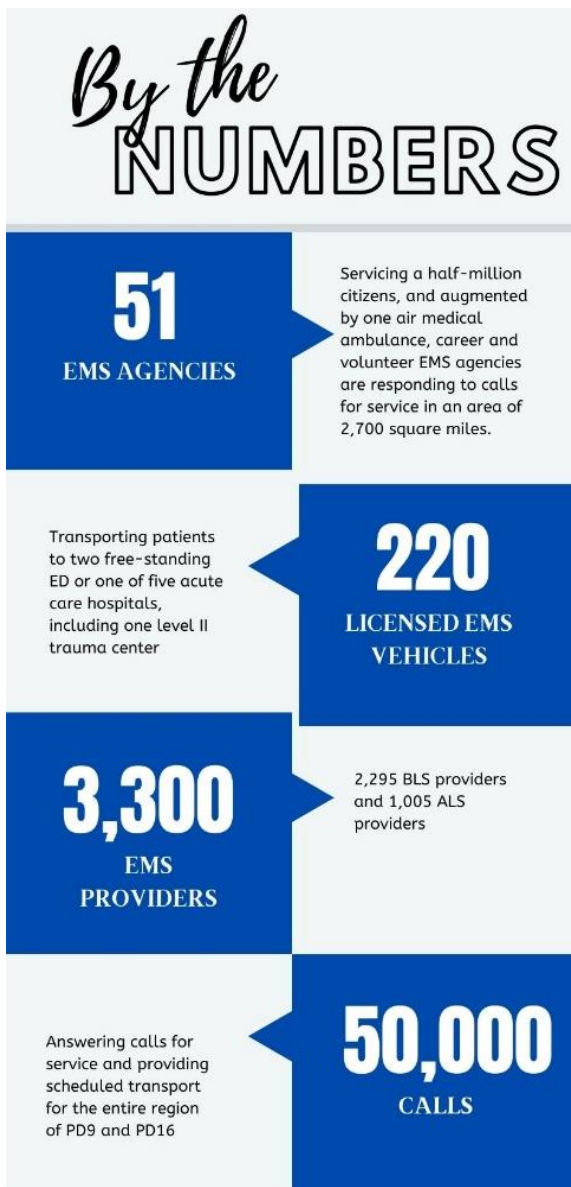 By the
NUMBERS
51
EMS AGENCIES
Servicing a half-million
citizens, and augmented
by one air medical
ambulance, career and
volunteer EMS agencies
are responding to calls
for service in an area of
2,700 square miles.
Transporting patients
to two free-standing
ED or one of five acute
care hospitals,
including one level II
trauma center
220
LICENSED EMS
VEHICLES
3,300
EMS
PROVIDERS
2,295 BLS providers
and 1,005 ALS
providers
Answering calls for
service and providing
scheduled transport
for the entire region
of PD9 and PD16
50,000
CALLS